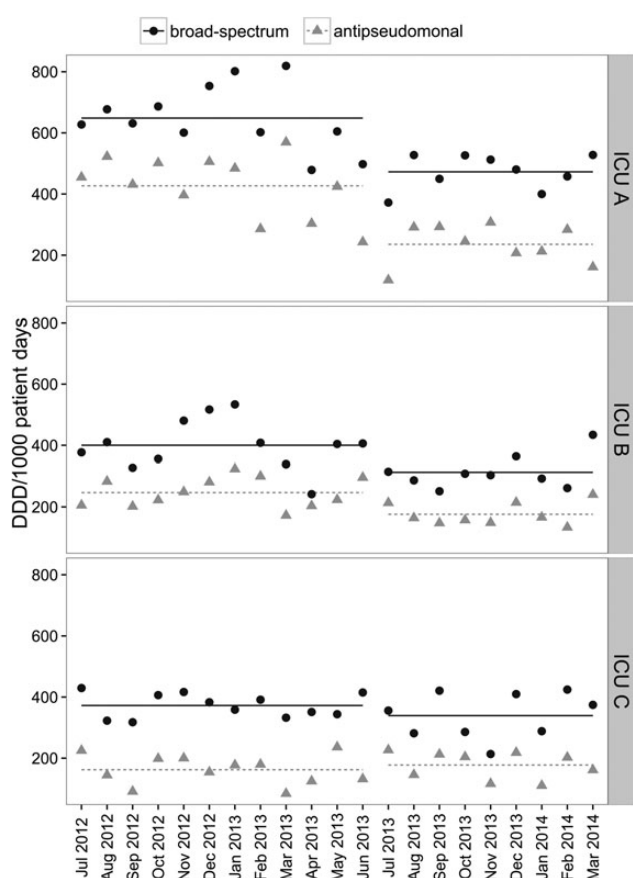 broad-spectrum antipseudomonal
800
600
400
200
ICU A
800
600
400
200
ICU B
800
600
400
200
ICU C
DDD/1000 patient days
Jul 2012
Aug 2012
Sep 2012
Oct 2012
Nov 2012
Dec 2012
Jan 2013
Feb 2013
Mar 2013
Apr 2013
May 2013
Jun 2013
Jul 2013
Aug 2013
Sep 2013
Oct 2013
Nov 2013
Dec 2013
Jan 2014
Feb 2014
Mar 2014